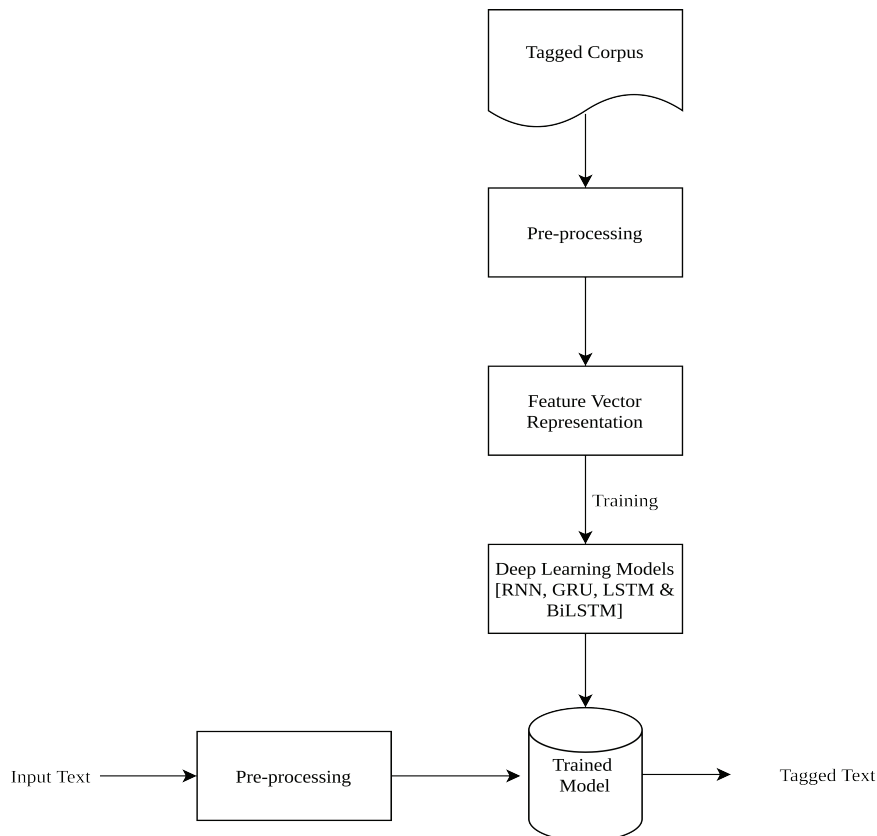 Tagged Corpus
Pre-processing
Feature Vector
Representation
Training
Deep Learning Models
[RNN, GRU, LSTM &
BiLSTM]
Input Text
Pre-processing
Trained
Model
Tagged Text